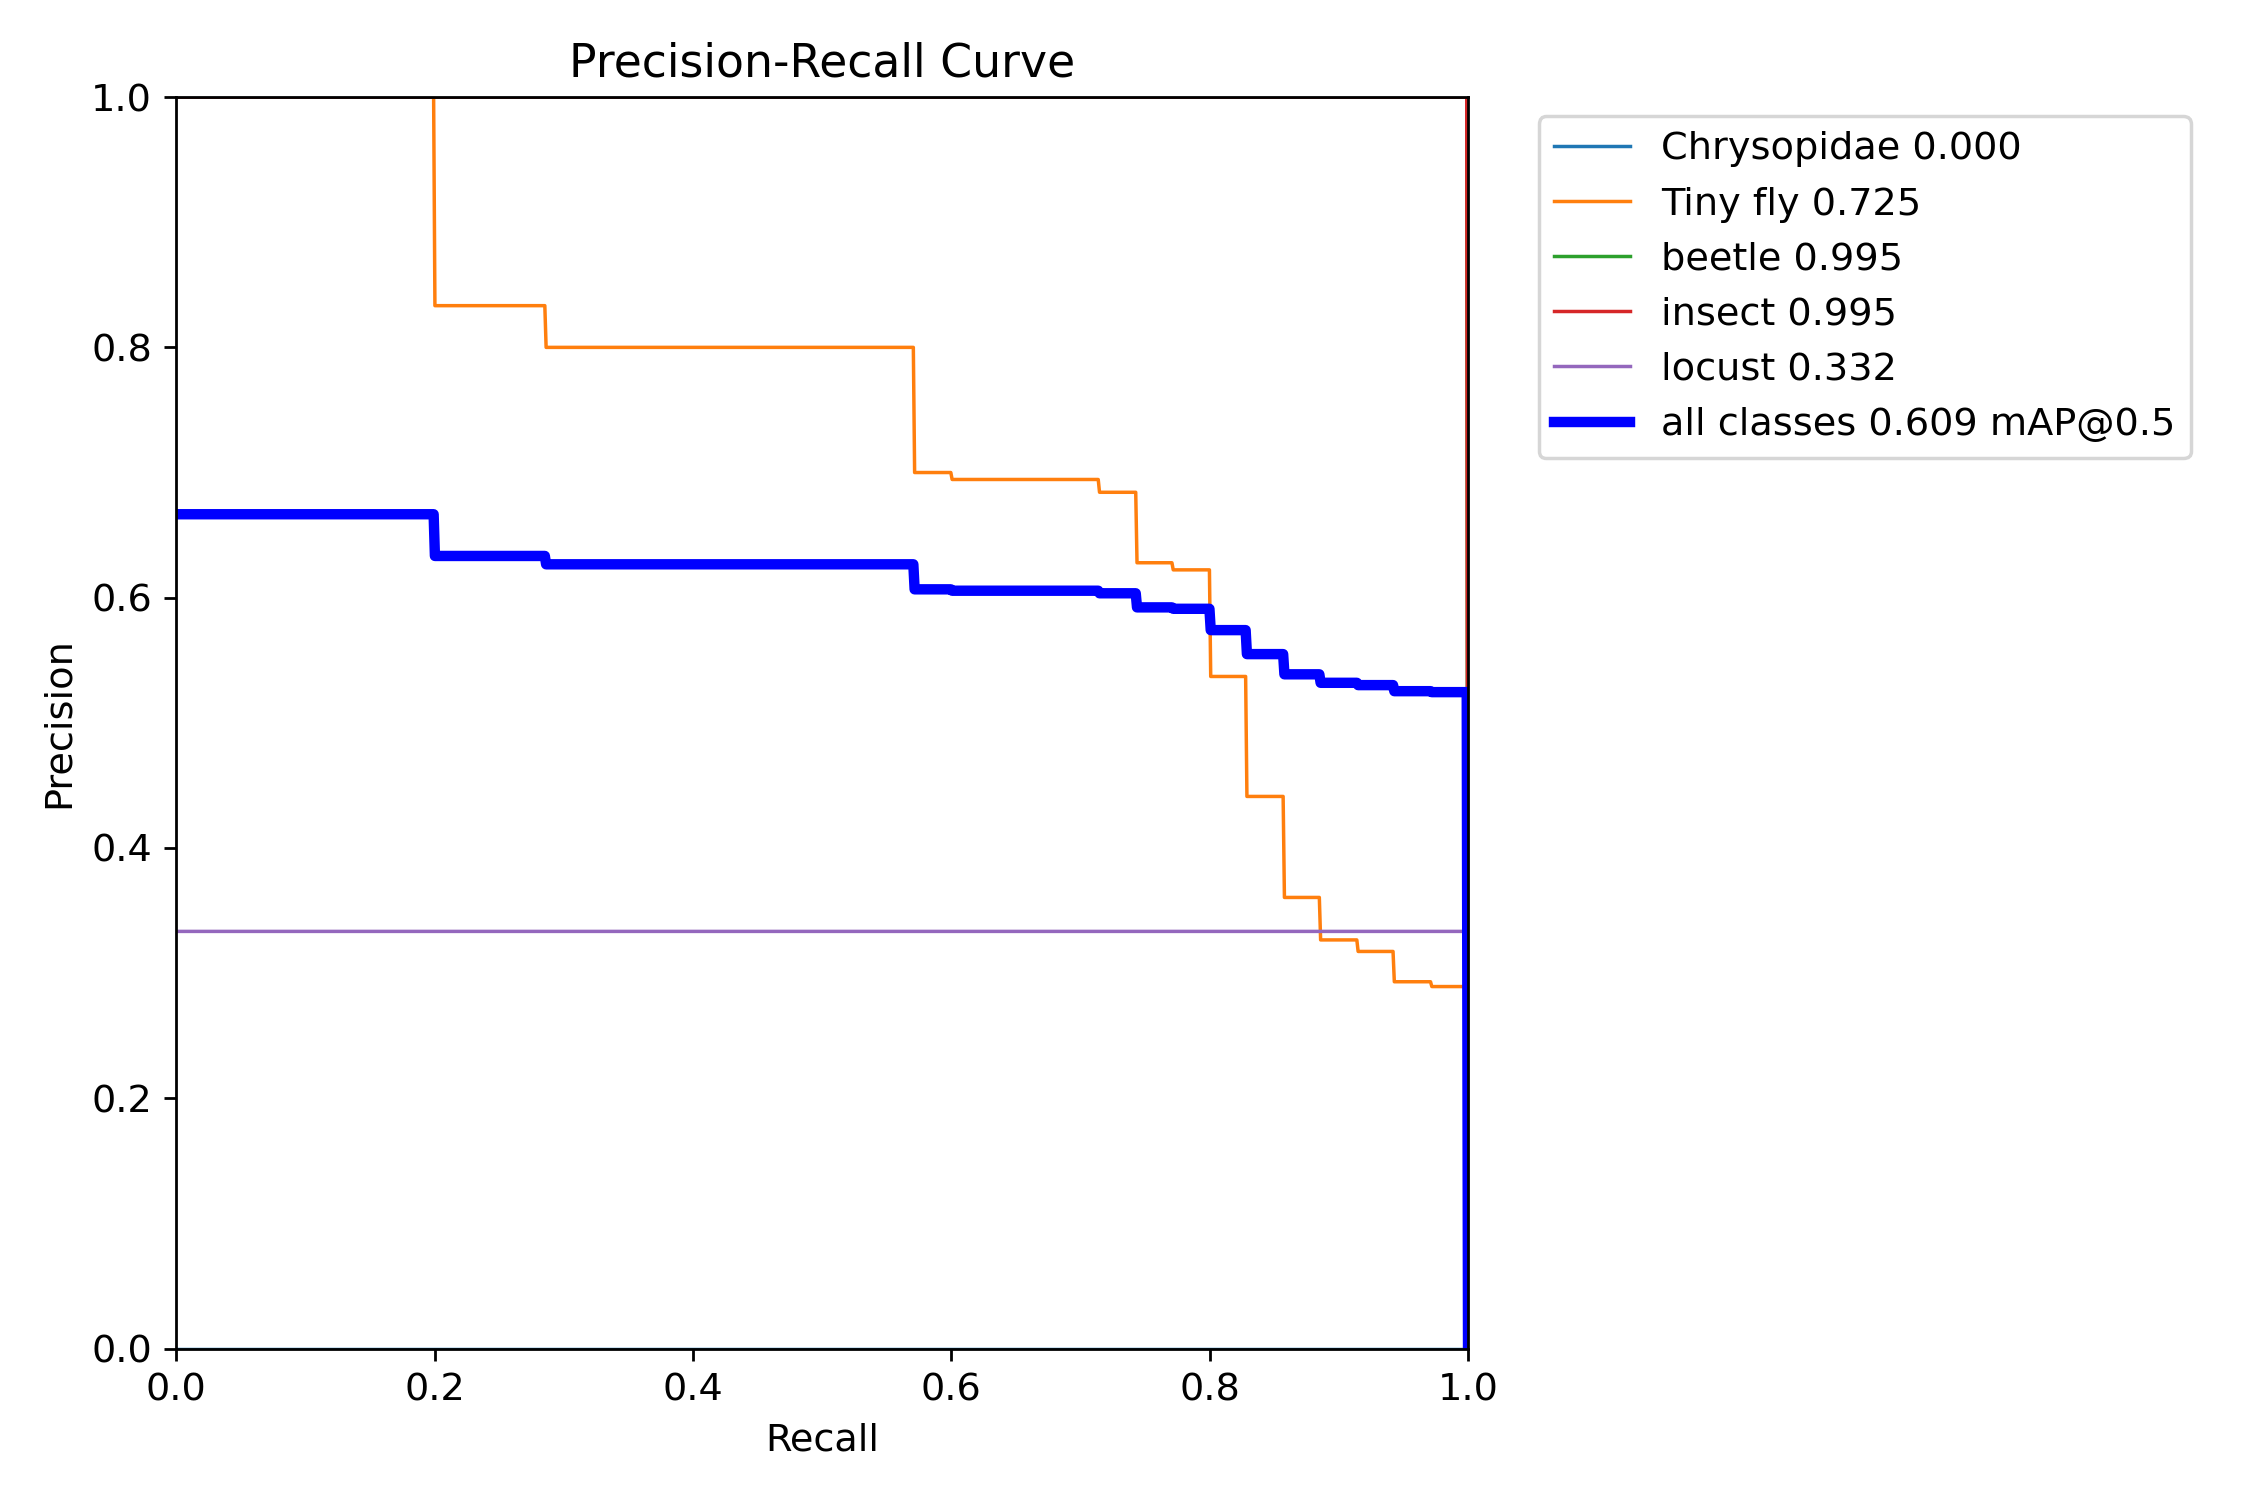 Precision-Recall Curve
1.0
0.8
0.6
0.4
0.2
0.0
Precision
0.0 0.2 0.4 0.6 0.8 1.0
Recall
Chrysopidae 0.000
Tiny fly 0.725
beetle 0.995
insect 0.995
locust 0.332
all classes 0.609 mAP@0.5